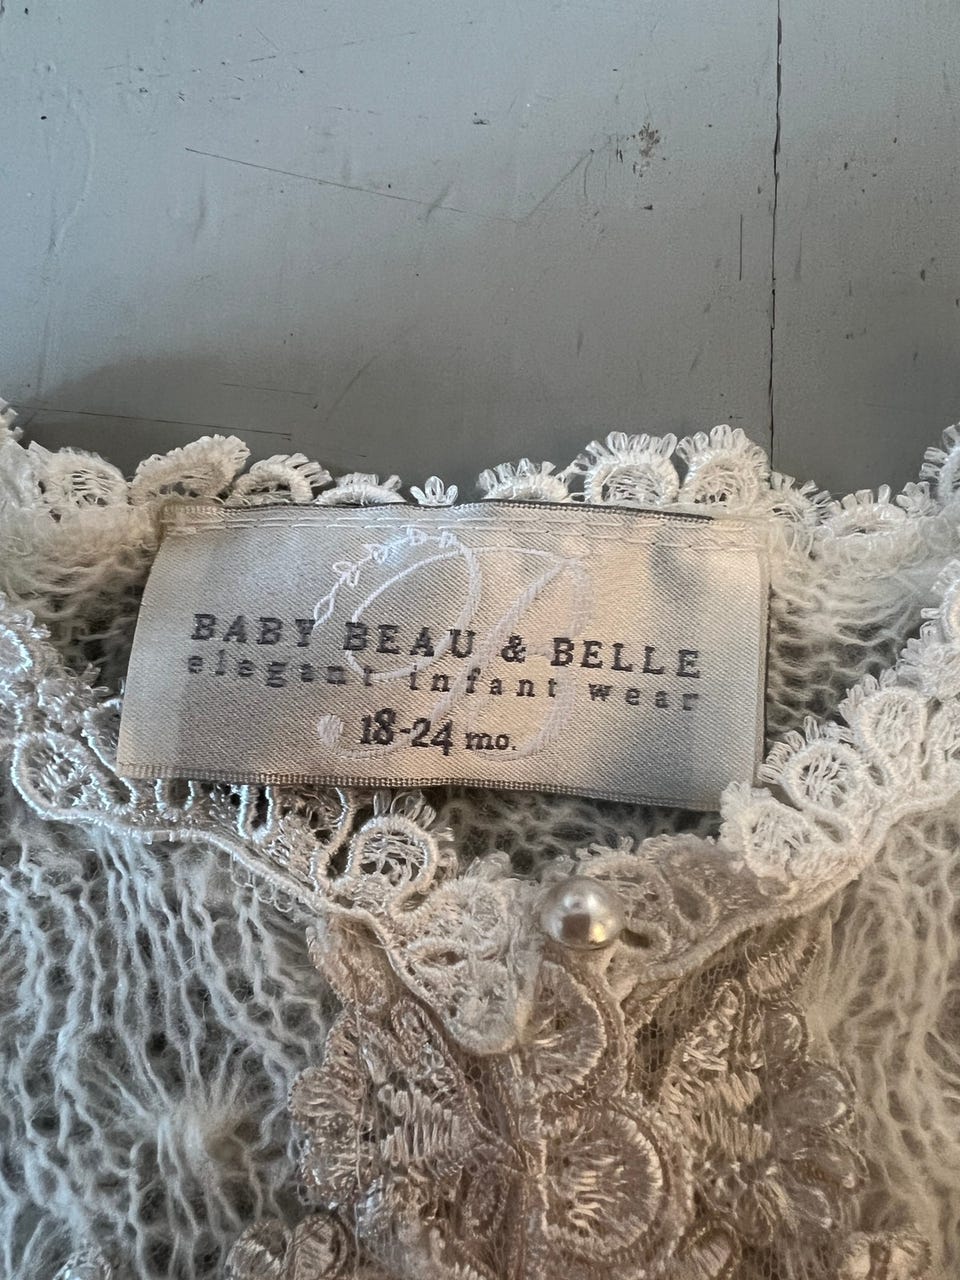 BABY BEAU & BELLE
elegant infant wear
18-24 mo.